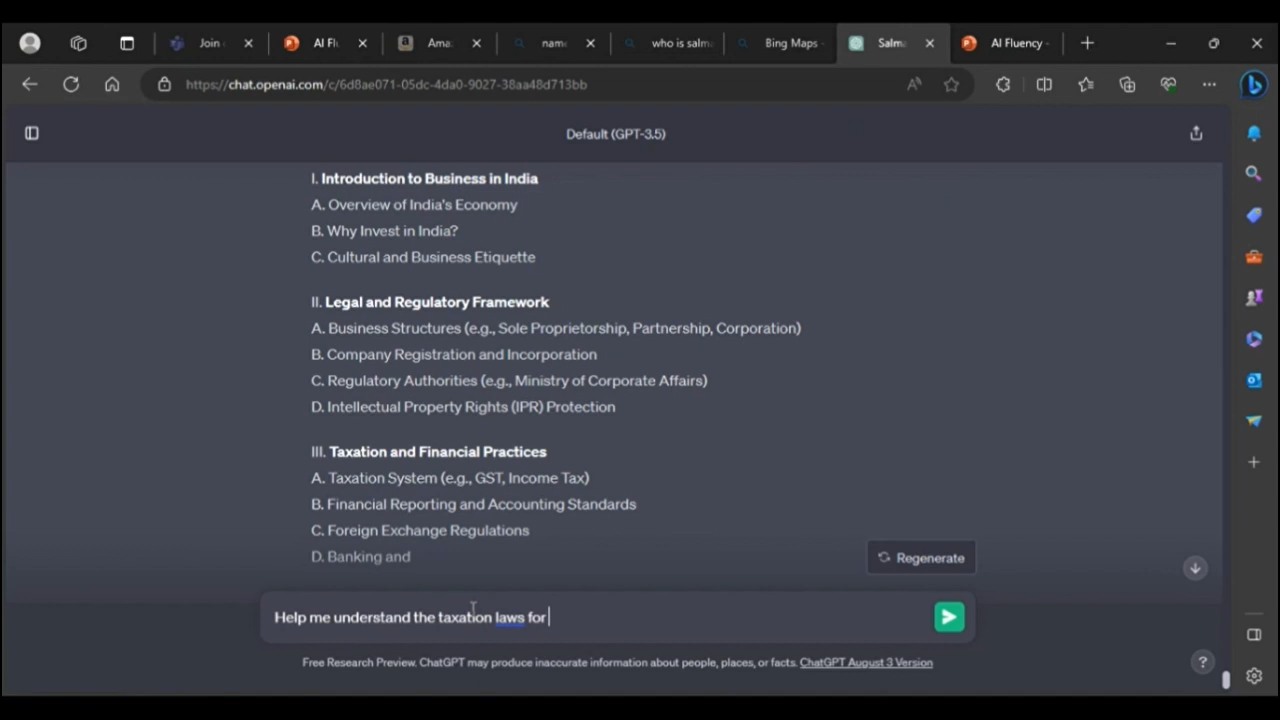 Join
AI Fl
Ama
nam
who is salm
Bing Maps -
Salm
AI Fluency -
https://chat.openai.com/c/6d8ae071-05dc-4da0-9027-38aa48d713bb
Default (GPT-3.5)
I. Introduction to Business in India
A. Overview of India's Economy
B. Why Invest in India?
C. Cultural and Business Etiquette
II. Legal and Regulatory Framework
A. Business Structures (e.g., Sole Proprietorship, Partnership, Corporation)
B. Company Registration and Incorporation
C. Regulatory Authorities (e.g., Ministry of Corporate Affairs)
D. Intellectual Property Rights (IPR) Protection
III. Taxation and Financial Practices
A. Taxation System (e.g., GST, Income Tax)
B. Financial Reporting and Accounting Standards
C. Foreign Exchange Regulations
D. Banking and
Regenerate
Help me understand the taxation laws for
Free Research Preview. ChatGPT may produce inaccurate information about people, places, or facts. ChatGPT August 3 Version